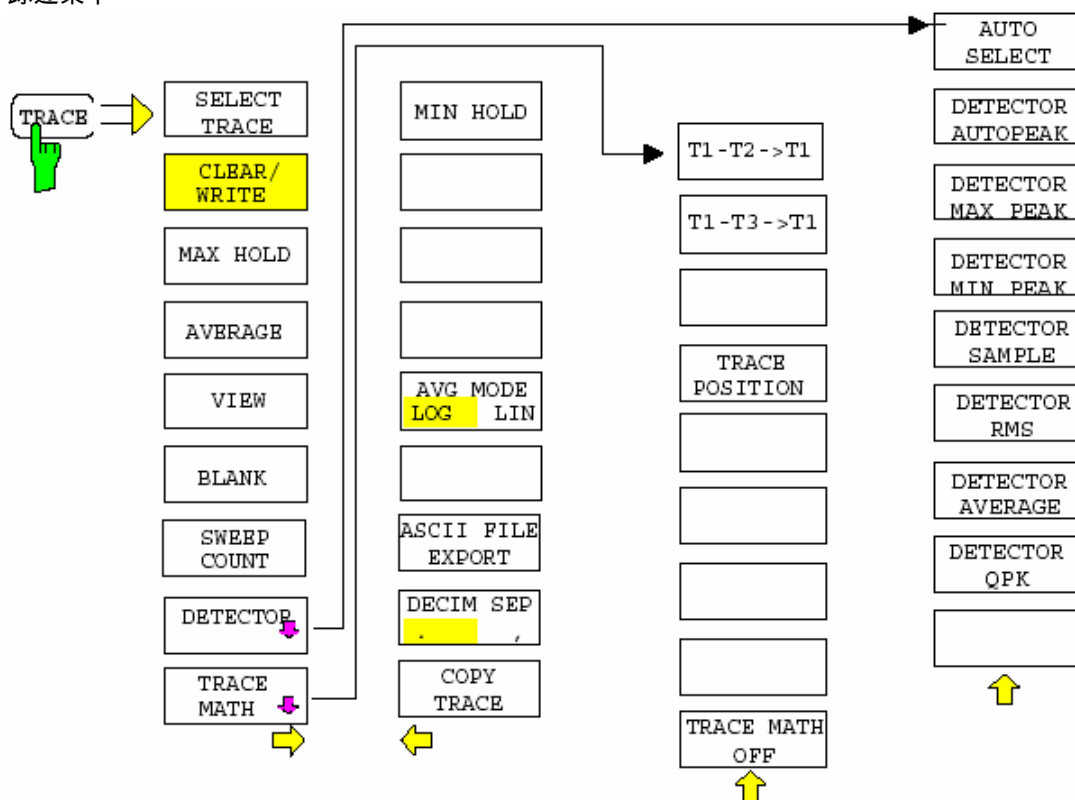 TRACE
SELECT
TRACE
CLEAR/
WRITE
MAX HOLD
AVERAGE
VIEW
BLANK
SWEEP
COUNT
DETECTOR
TRACE
MATH
MIN HOLD
AVG MODE
LOG LIN
ASCII FILE
EXPORT
DECIM SEP
. ,
COPY
TRACE
T1-T2->T1
T1-T3->T1
TRACE
POSITION
TRACE MATH
OFF
AUTO
SELECT
DETECTOR
AUTOPEAK
DETECTOR
MAX PEAK
DETECTOR
MIN PEAK
DETECTOR
SAMPLE
DETECTOR
RMS
DETECTOR
AVERAGE
DETECTOR
QPK